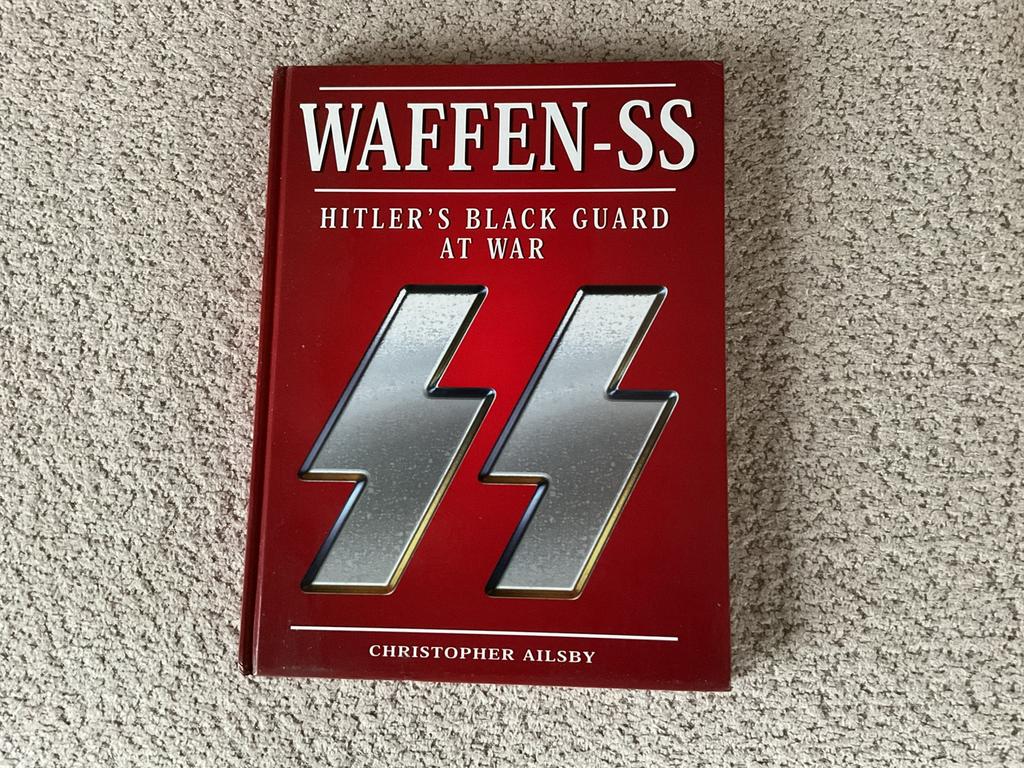 WAFFEN-SS
HITLER'S BLACK GUARD
AT WAR
CHRISTOPHER AILSBY